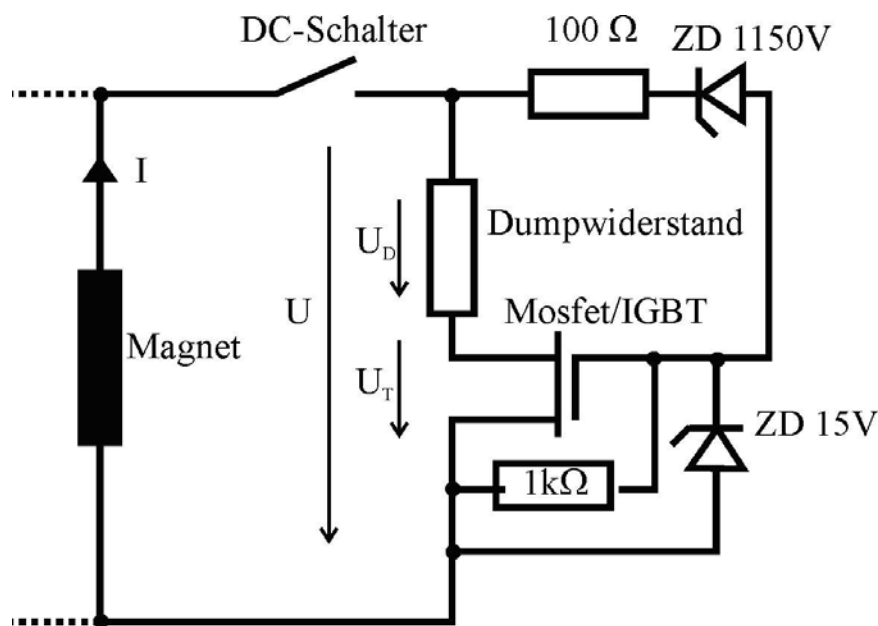 DC-Schalter
100 Ω
ZD 1150V
I
U_D
Dumpwiderstand
U
Mosfet/IGBT
Magnet
U_T
ZD 15V
1kΩ